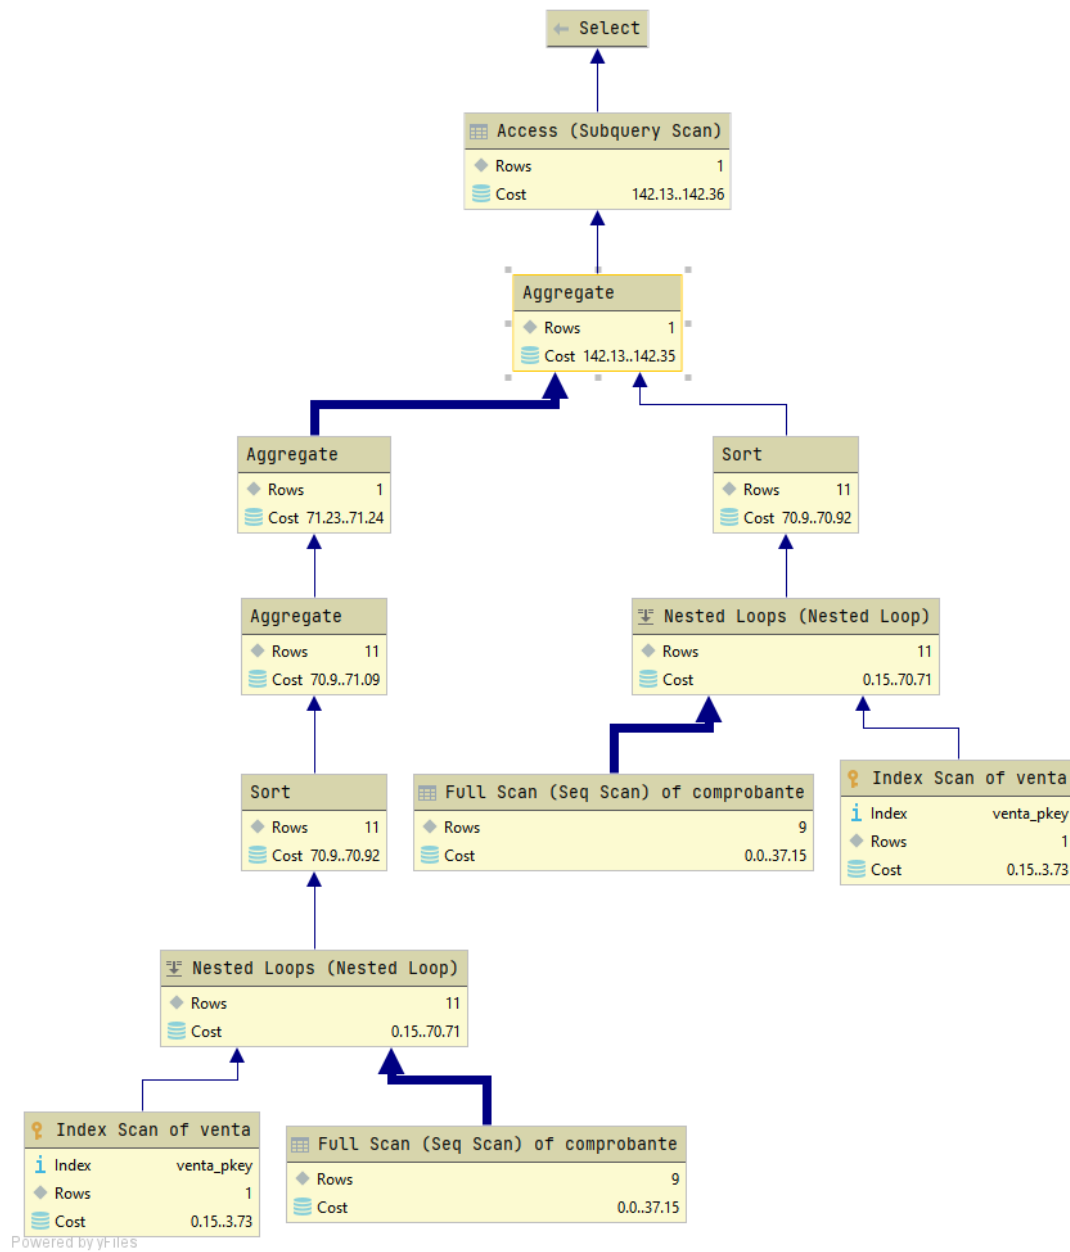 Select
Access (Subquery Scan)
Rows 1
Cost 142.13..142.36
Aggregate
Rows 1
Cost 142.13..142.35
Aggregate
Rows 1
Cost 71.23..71.24
Sort
Rows 11
Cost 70.9..70.92
Aggregate
Rows 11
Cost 70.9..71.09
Nested Loops (Nested Loop)
Rows 11
Cost 0.15..70.71
Sort
Rows 11
Cost 70.9..70.92
Full Scan (Seq Scan) of comprobante
Rows 9
Cost 0.0..37.15
Index Scan of venta
i Index venta_pkey
Rows 1
Cost 0.15..3.73
Nested Loops (Nested Loop)
Rows 11
Cost 0.15..70.71
Index Scan of venta
i Index venta_pkey
Rows 1
Cost 0.15..3.73
Full Scan (Seq Scan) of comprobante
Rows 9
Cost 0.0..37.15
Powered by yFiles